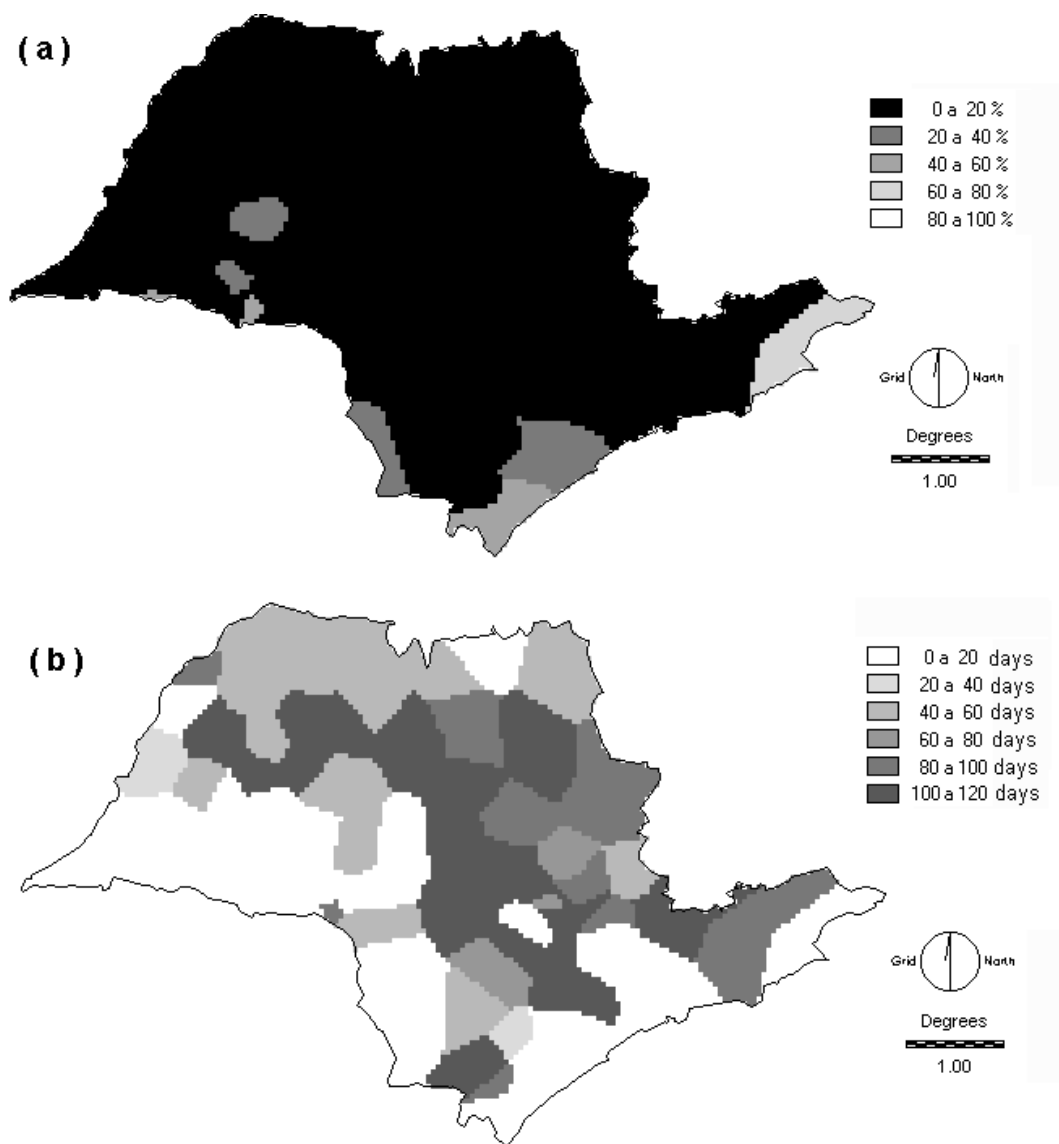 ( a )
0 a 20 %
20 a 40 %
40 a 60 %
60 a 80 %
80 a 100 %
Grid North
Degrees
1.00
( b )
0 a 20 days
20 a 40 days
40 a 60 days
60 a 80 days
80 a 100 days
100 a 120 days
Grid North
Degrees
1.00